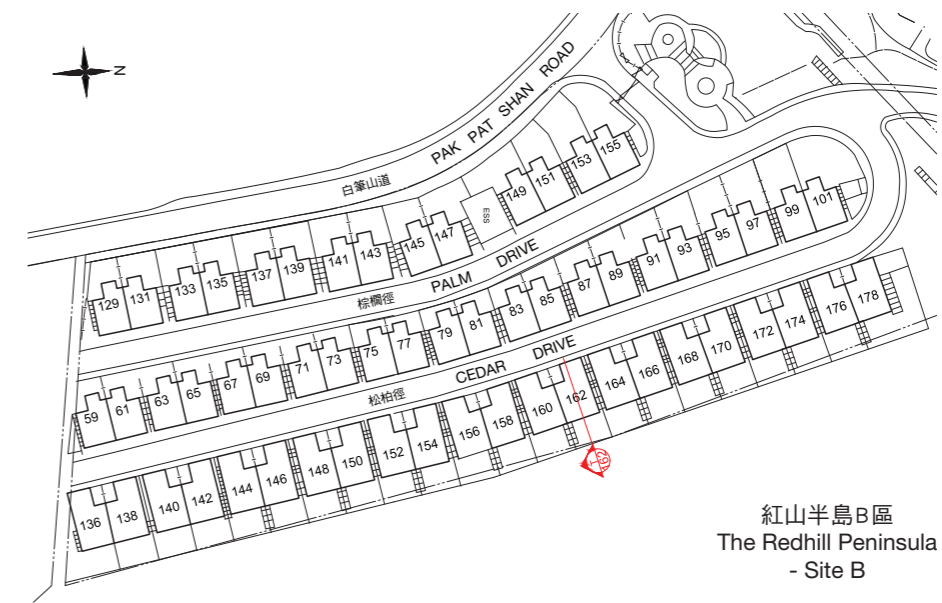 N
PAK PAT SHAN ROAD
白筆山道
153 155
149 151
ESS
145 147
141 143
137 139
133 135
129 131
PALM DRIVE
棕櫚徑
99 101
95 97
91 93
87 89
83 85
79 81
75 77
71 73
67 69
63 65
59 61
CEDAR DRIVE
松柏徑
176 178
172 174
168 170
164 166
160 162
156 158
152 154
148 150
144 146
140 142
136 138
T
162
紅山半島B區
The Redhill Peninsula
- Site B